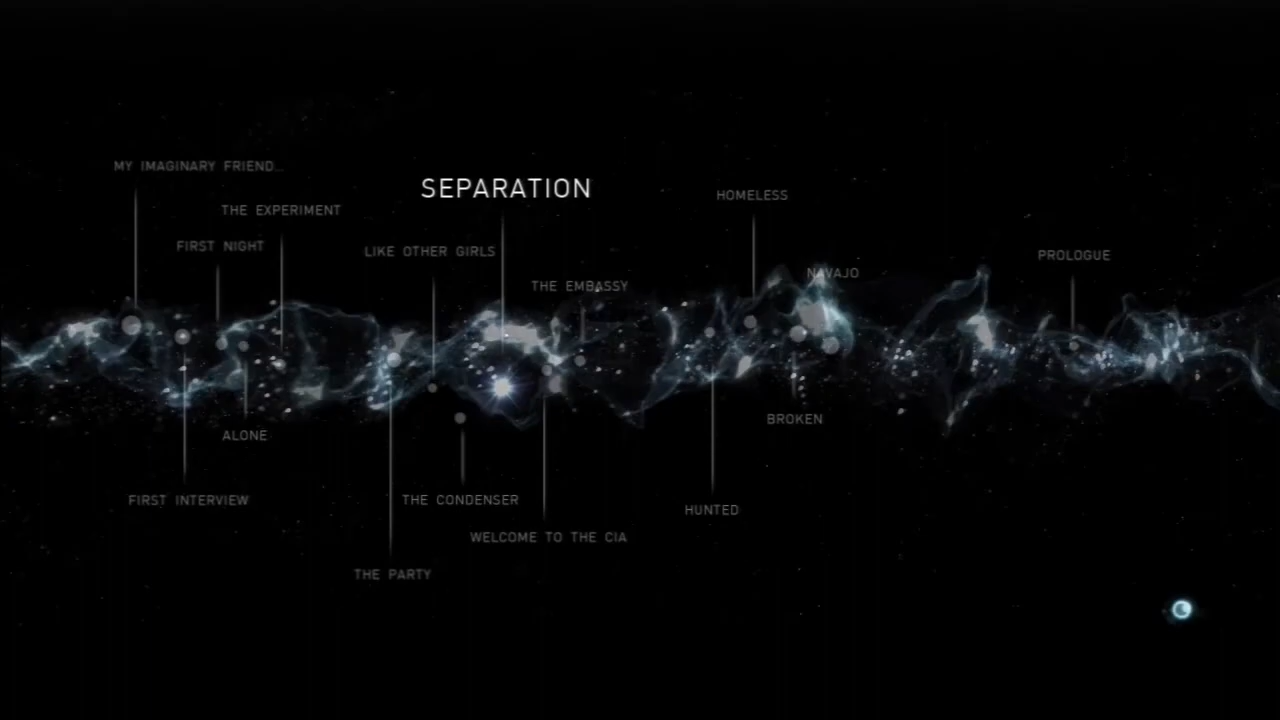 MY IMAGINARY FRIEND...
SEPARATION
HOMELESS
THE EXPERIMENT
FIRST NIGHT
LIKE OTHER GIRLS
PROLOGUE
NAVAJO
THE EMBASSY
BROKEN
ALONE
FIRST INTERVIEW
THE CONDENSER
HUNTED
WELCOME TO THE CIA
THE PARTY